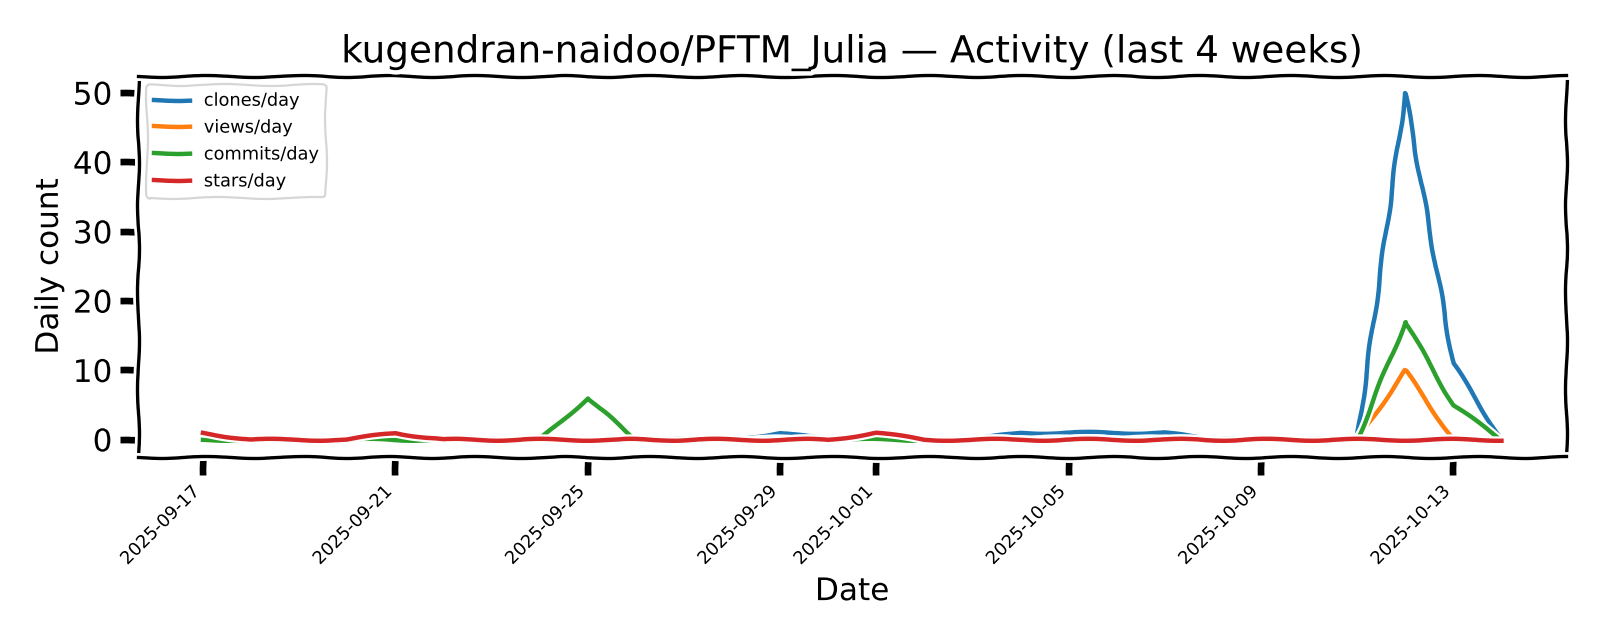 kugendran-naidoo/PFTM_Julia — Activity (last 4 weeks)
50
40
30
20
10
0
Daily count
clones/day
views/day
commits/day
stars/day
2025-09-17
2025-09-21
2025-09-25
2025-09-29
2025-10-01
2025-10-05
2025-10-09
2025-10-13
Date